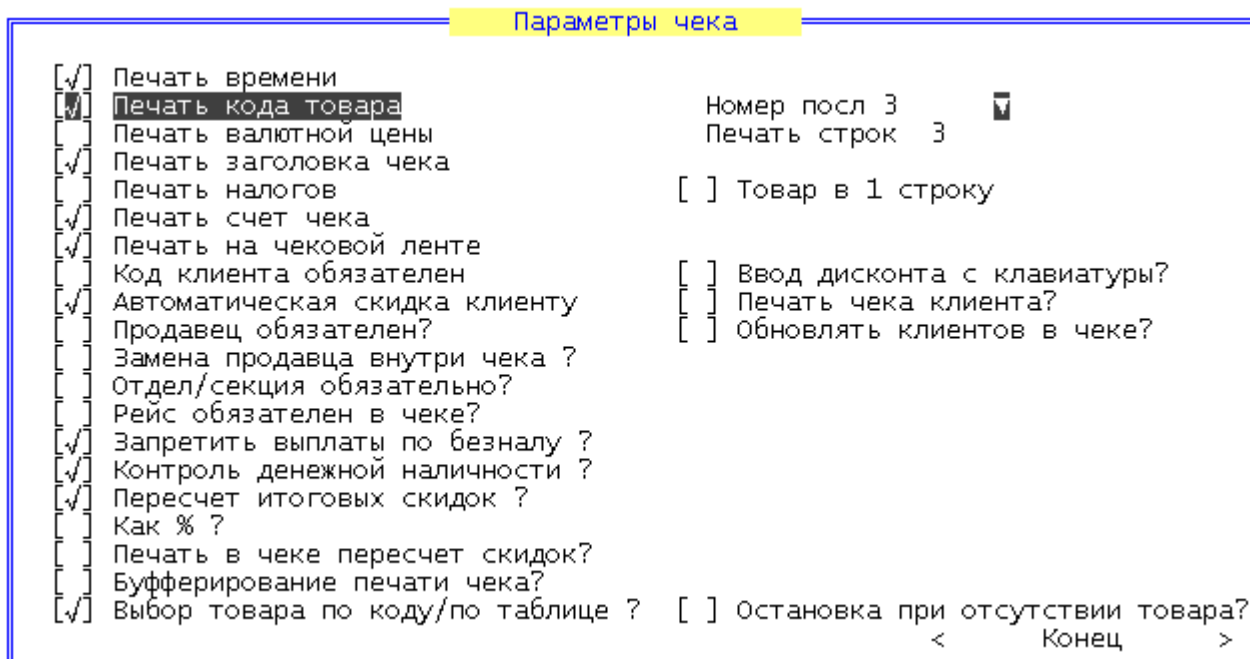 Параметры чека
[√] Печать времени
[√] Печать кода товара Номер посл 3 ▼
[ ] Печать валютной цены Печать строк 3
[√] Печать заголовка чека
[ ] Печать налогов [ ] Товар в 1 строку
[√] Печать счет чека
[√] Печать на чековой ленте
[ ] Код клиента обязателен [ ] Ввод дисконта с клавиатуры?
[√] Автоматическая скидка клиенту [ ] Печать чека клиента?
[ ] Продавец обязателен? [ ] Обновлять клиентов в чеке?
[ ] Замена продавца внутри чека ?
[ ] Отдел/секция обязательно?
[ ] Рейс обязателен в чеке?
[√] Запретить выплаты по безналу ?
[√] Контроль денежной наличности ?
[√] Пересчет итоговых скидок ?
[ ] Как % ?
[ ] Печать в чеке пересчет скидок?
[ ] Буфферирование печати чека?
[√] Выбор товара по коду/по таблице ? [ ] Остановка при отсутствии товара?
< Конец >